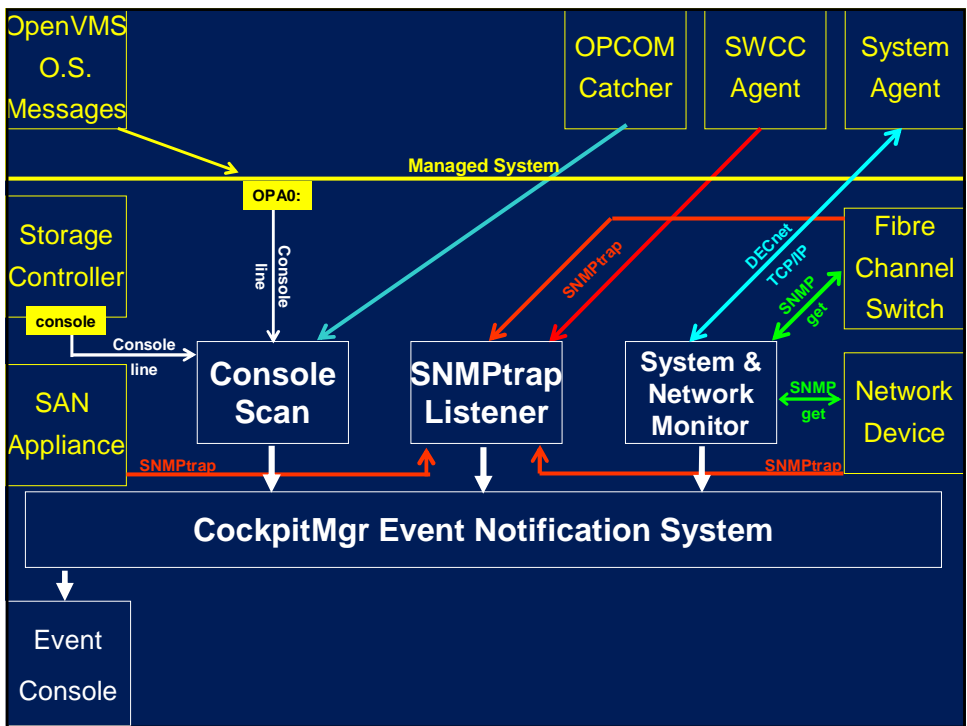 OpenVMS
O.S.
Messages
OPCOM
Catcher
SWCC
Agent
System
Agent
Managed System
OPA0:
Storage
Controller
console
Console
line
Console
line
SNMPtrap
DECnet
TCP/IP
SNMP
get
Fibre
Channel
Switch
SAN
Appliance
Console
Scan
SNMPtrap
Listener
System &
Network
Monitor
SNMP
get
Network
Device
SNMPtrap
SNMPtrap
CockpitMgr Event Notification System
Event
Console